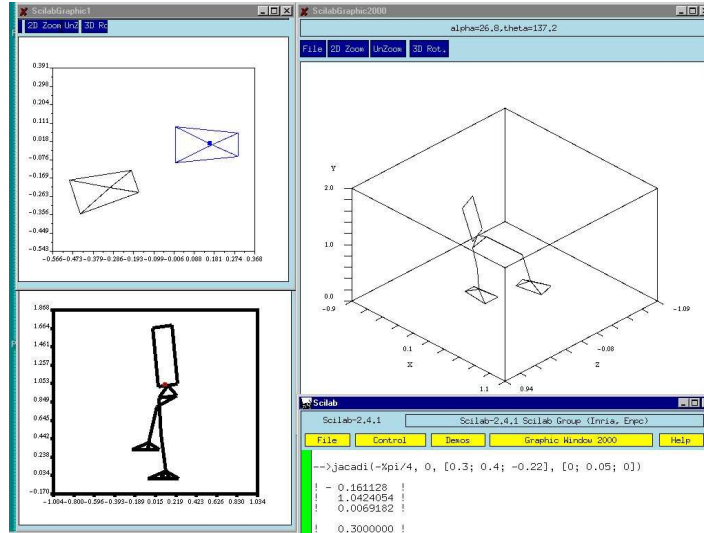 ScilabGraphic1
2D Zoom UnZ 3D Ro
0.391
0.298
0.204
0.111
0.018
-0.076
-0.169
-0.263
-0.356
-0.449
-0.543
-0.566 -0.473 -0.379 -0.286 -0.193 -0.099 -0.006 0.088 0.181 0.274 0.368
1.868
1.664
1.461
1.257
1.053
0.849
0.645
0.442
0.238
0.034
-0.170
-1.004 -0.800 -0.596 -0.392 -0.189 0.015 0.219 0.423 0.626 0.830 1.034
ScilabGraphic2000
alpha=26.8,theta=137.2
File 2D Zoom UnZoom 3D Rot.
Y
2.0
1.0
0.0
-0.9
0.1
X
1.1
0.94
-0.08
Z
-1.09
Scilab
Scilab-2.4.1 Scilab-2.4.1 Scilab Group (Inria, Enpc)
File Control Demos Graphic Window 2000 Help
-->jacadi(-%pi/4, 0, [0.3; 0.4; -0.22], [0; 0.05; 0])
! - 0.161128 !
! 1.0424054 !
! 0.0069182 !
! 0.3000000 !